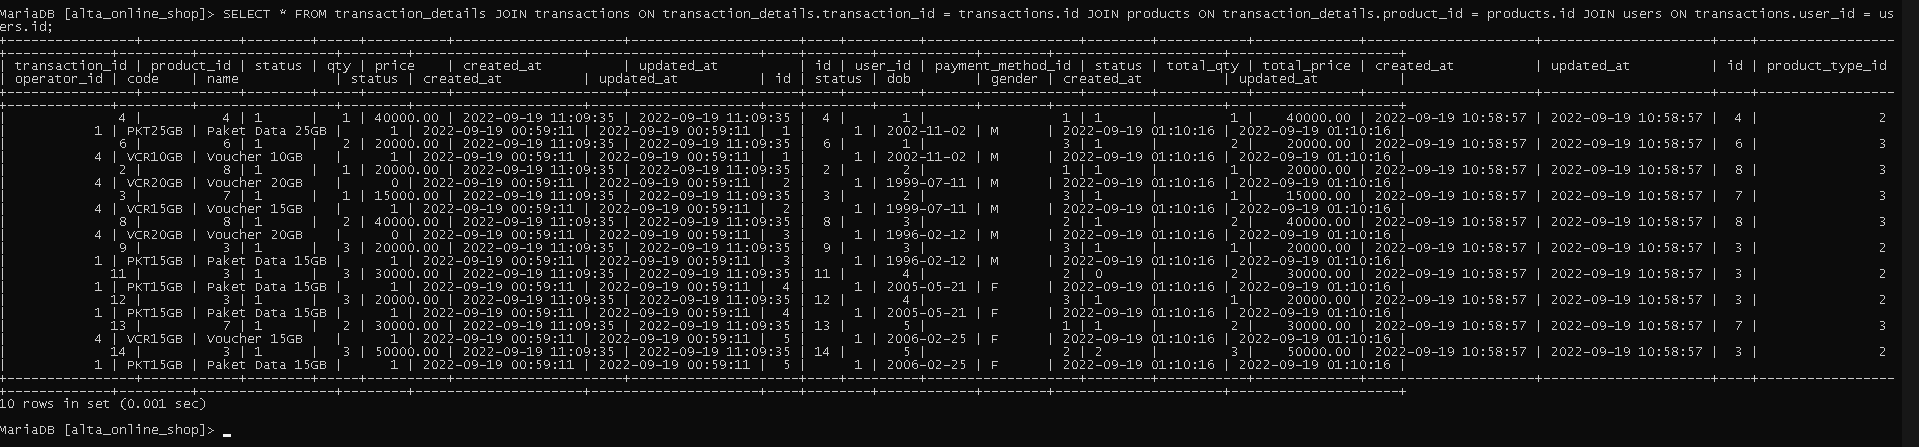 MariaDB [alta_online_shop]> SELECT * FROM transaction_details JOIN transactions ON transaction_details.transaction_id = transactions.id JOIN products ON transaction_details.product_id = products.id JOIN users ON transactions.user_id = us
ers.id;
| transaction_id | product_id | status | qty | price | created_at | updated_at | id | user_id | payment_method_id | status | total_qty | total_price | created_at | updated_at | id | product_type_id
| operator_id | code | name | status | created_at | updated_at | id | status | dob | gender | created_at | updated_at |
| 4 | 4 | 1 | 1 | 40000.00 | 2022-09-19 11:09:35 | 2022-09-19 11:09:35 | 4 | 1 | 1 | 1 | 1 | 40000.00 | 2022-09-19 10:58:57 | 2022-09-19 10:58:57 | 4 | 2
| 1 | PKT25GB | Paket Data 25GB | 1 | 2022-09-19 00:59:11 | 2022-09-19 00:59:11 | 1 | 1 | 2002-11-02 | M | 2022-09-19 01:10:16 | 2022-09-19 01:10:16 |
| 6 | 6 | 1 | 2 | 20000.00 | 2022-09-19 11:09:35 | 2022-09-19 11:09:35 | 6 | 1 | 3 | 1 | 2 | 20000.00 | 2022-09-19 10:58:57 | 2022-09-19 10:58:57 | 6 | 3
| 4 | VCR10GB | Voucher 10GB | 1 | 2022-09-19 00:59:11 | 2022-09-19 00:59:11 | 1 | 1 | 2002-11-02 | M | 2022-09-19 01:10:16 | 2022-09-19 01:10:16 |
| 2 | 8 | 1 | 1 | 20000.00 | 2022-09-19 11:09:35 | 2022-09-19 11:09:35 | 2 | 2 | 1 | 1 | 1 | 20000.00 | 2022-09-19 10:58:57 | 2022-09-19 10:58:57 | 8 | 3
| 4 | VCR20GB | Voucher 20GB | 0 | 2022-09-19 00:59:11 | 2022-09-19 00:59:11 | 2 | 1 | 1999-07-11 | M | 2022-09-19 01:10:16 | 2022-09-19 01:10:16 |
| 3 | 7 | 1 | 1 | 15000.00 | 2022-09-19 11:09:35 | 2022-09-19 11:09:35 | 3 | 2 | 3 | 1 | 1 | 15000.00 | 2022-09-19 10:58:57 | 2022-09-19 10:58:57 | 7 | 3
| 4 | VCR15GB | Voucher 15GB | 1 | 2022-09-19 00:59:11 | 2022-09-19 00:59:11 | 2 | 1 | 1999-07-11 | M | 2022-09-19 01:10:16 | 2022-09-19 01:10:16 |
| 8 | 8 | 1 | 2 | 40000.00 | 2022-09-19 11:09:35 | 2022-09-19 11:09:35 | 8 | 3 | 2 | 1 | 2 | 40000.00 | 2022-09-19 10:58:57 | 2022-09-19 10:58:57 | 8 | 3
| 4 | VCR20GB | Voucher 20GB | 0 | 2022-09-19 00:59:11 | 2022-09-19 00:59:11 | 3 | 1 | 1996-02-12 | M | 2022-09-19 01:10:16 | 2022-09-19 01:10:16 |
| 9 | 3 | 1 | 3 | 20000.00 | 2022-09-19 11:09:35 | 2022-09-19 11:09:35 | 9 | 3 | 3 | 1 | 1 | 20000.00 | 2022-09-19 10:58:57 | 2022-09-19 10:58:57 | 3 | 2
| 1 | PKT15GB | Paket Data 15GB | 1 | 2022-09-19 00:59:11 | 2022-09-19 00:59:11 | 3 | 1 | 1996-02-12 | M | 2022-09-19 01:10:16 | 2022-09-19 01:10:16 |
| 11 | 3 | 1 | 3 | 30000.00 | 2022-09-19 11:09:35 | 2022-09-19 11:09:35 | 11 | 4 | 2 | 0 | 2 | 30000.00 | 2022-09-19 10:58:57 | 2022-09-19 10:58:57 | 3 | 2
| 1 | PKT15GB | Paket Data 15GB | 1 | 2022-09-19 00:59:11 | 2022-09-19 00:59:11 | 4 | 1 | 2005-05-21 | F | 2022-09-19 01:10:16 | 2022-09-19 01:10:16 |
| 12 | 3 | 1 | 3 | 20000.00 | 2022-09-19 11:09:35 | 2022-09-19 11:09:35 | 12 | 4 | 3 | 1 | 1 | 20000.00 | 2022-09-19 10:58:57 | 2022-09-19 10:58:57 | 3 | 2
| 1 | PKT15GB | Paket Data 15GB | 1 | 2022-09-19 00:59:11 | 2022-09-19 00:59:11 | 4 | 1 | 2005-05-21 | F | 2022-09-19 01:10:16 | 2022-09-19 01:10:16 |
| 13 | 7 | 1 | 2 | 30000.00 | 2022-09-19 11:09:35 | 2022-09-19 11:09:35 | 13 | 5 | 1 | 1 | 2 | 30000.00 | 2022-09-19 10:58:57 | 2022-09-19 10:58:57 | 7 | 3
| 4 | VCR15GB | Voucher 15GB | 1 | 2022-09-19 00:59:11 | 2022-09-19 00:59:11 | 5 | 1 | 2006-02-25 | F | 2022-09-19 01:10:16 | 2022-09-19 01:10:16 |
| 14 | 3 | 1 | 3 | 50000.00 | 2022-09-19 11:09:35 | 2022-09-19 11:09:35 | 14 | 5 | 2 | 2 | 3 | 50000.00 | 2022-09-19 10:58:57 | 2022-09-19 10:58:57 | 3 | 2
| 1 | PKT15GB | Paket Data 15GB | 1 | 2022-09-19 00:59:11 | 2022-09-19 00:59:11 | 5 | 1 | 2006-02-25 | F | 2022-09-19 01:10:16 | 2022-09-19 01:10:16 |
10 rows in set (0.001 sec)
MariaDB [alta_online_shop]> _